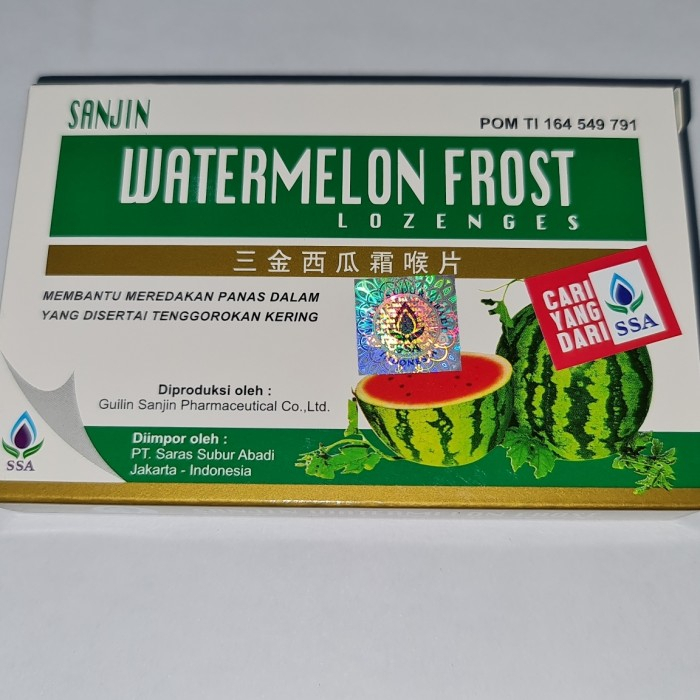 SANJIN
POM TI 164 549 791
WATERMELON FROST
LOZENGES
三金西瓜霜喉片
MEMBANTU MEREDAKAN PANAS DALAM
YANG DISERTAI TENGGOROKAN KERING
CARI
YANG
DARI
SSA
SSA
INDONESIA
Diproduksi oleh :
Guilin Sanjin Pharmaceutical Co.,Ltd.
Diimpor oleh :
PT. Saras Subur Abadi
Jakarta - Indonesia
SSA